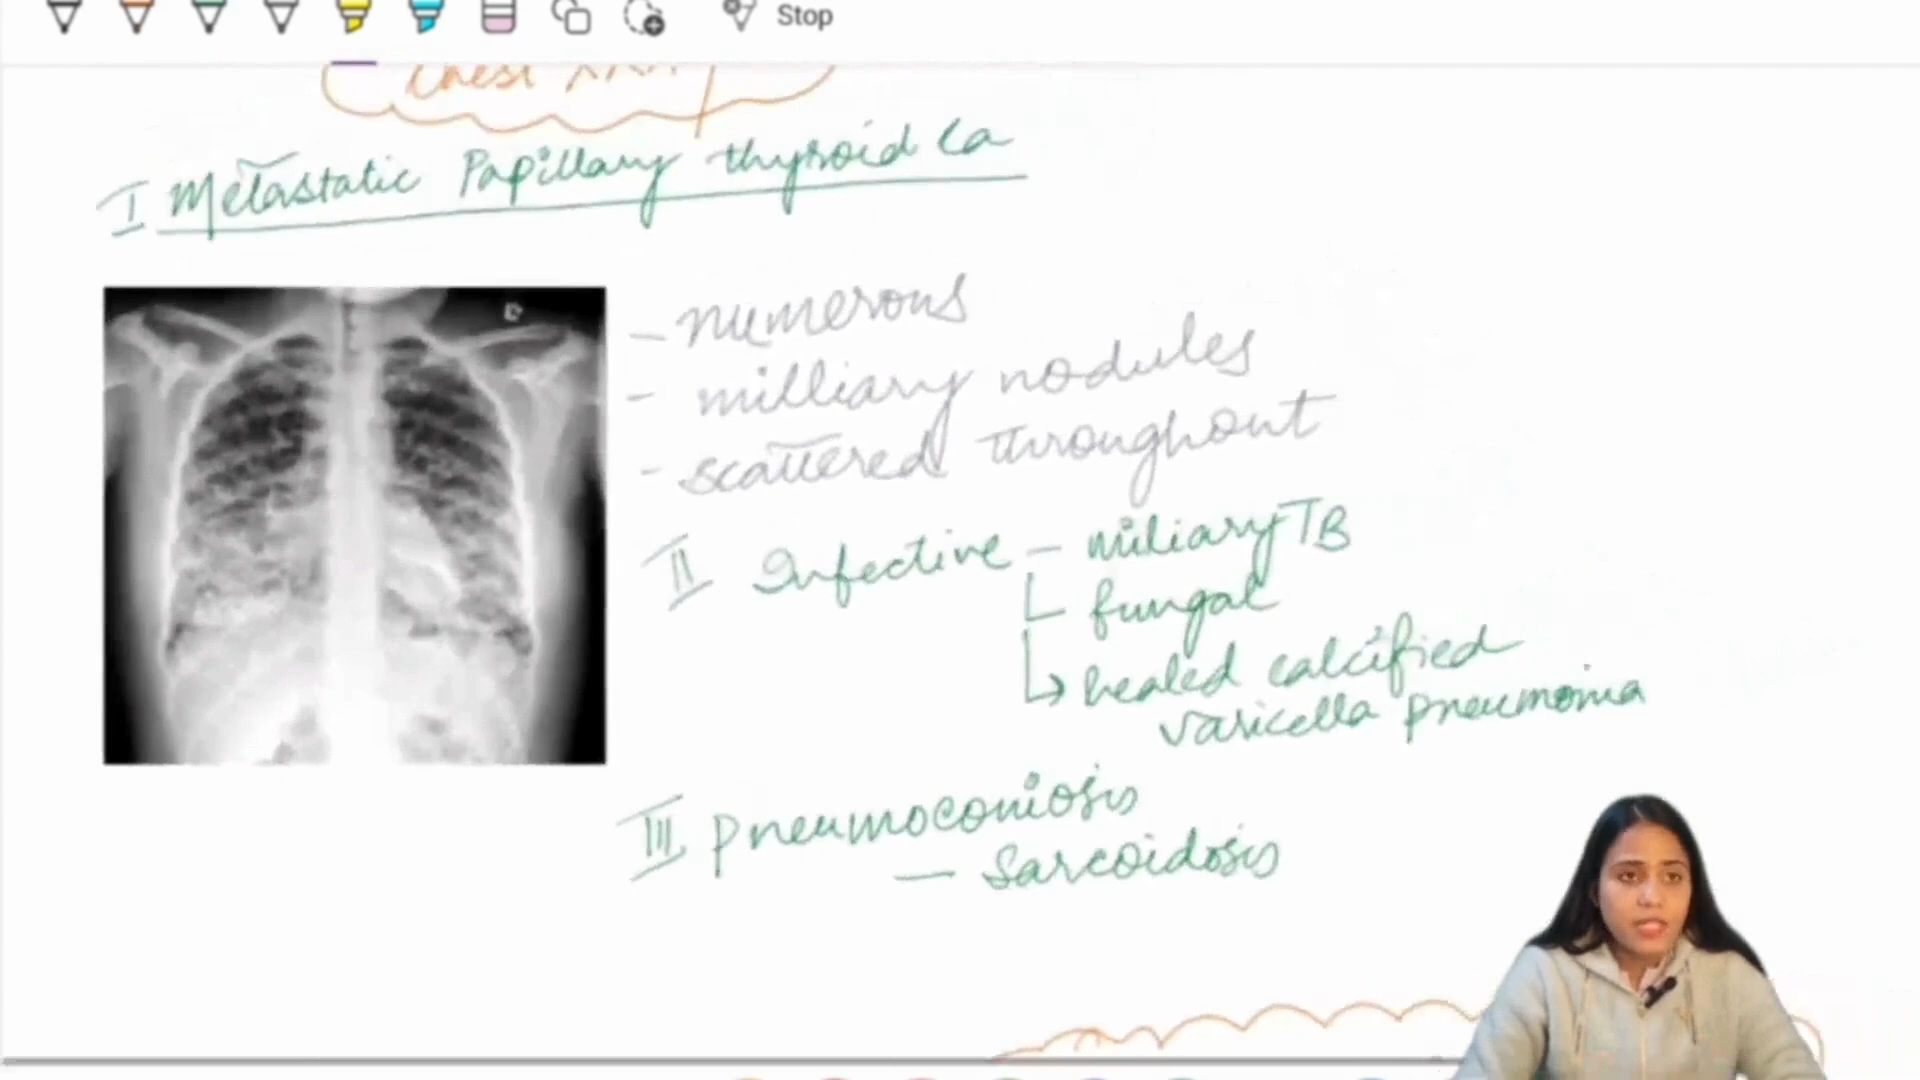 Stop
Chest
I Metastatic Papillary thyroid Ca
- numerous
- milliary nodules
- scattered throughout
II Infective - miliary TB
fungal
healed calcified
varicella pneumonia
III Pneumoconiosis
- Sarcoidosis